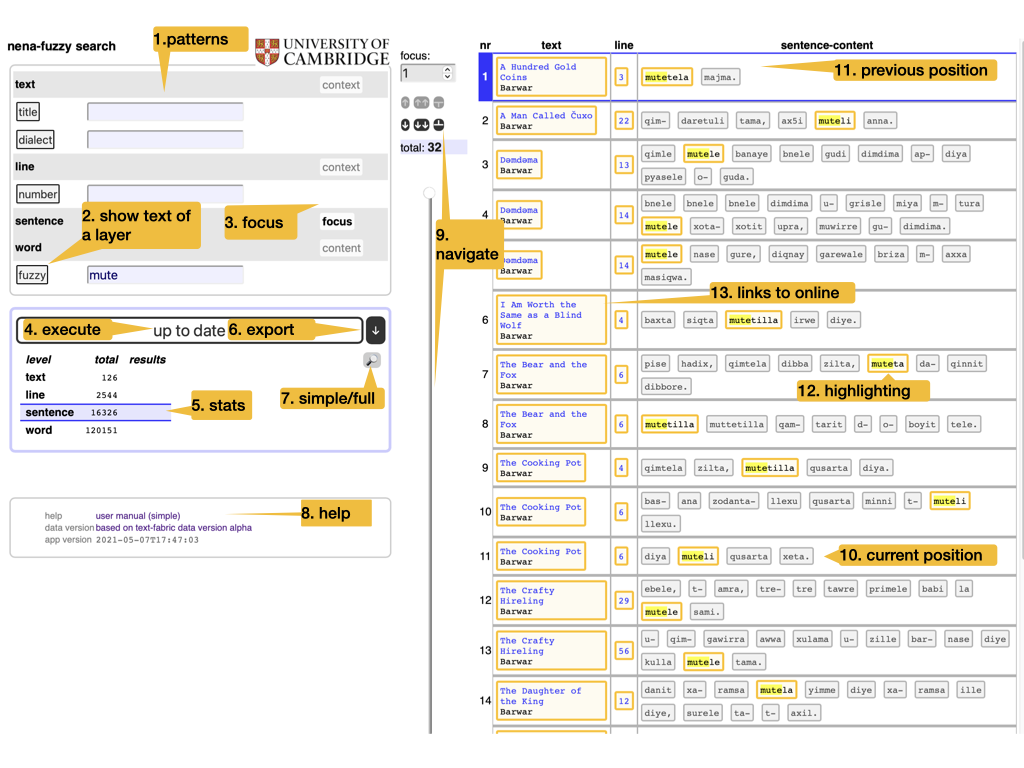 nena-fuzzy search
1.patterns
UNIVERSITY OF
CAMBRIDGE
text context
title
dialect
line context
number
sentence focus
word content
2. show text of
a layer
3. focus
fuzzy mute
4. execute up to date 6. export ↓
level total results
text 126
line 2544
sentence 16326
word 120151
5. stats
7. simple/full
help user manual (simple)
data version based on text-fabric data version alpha
app version 2021-05-07T17:47:03
8. help
focus:
1
total: 32
9.
navigate
nr text line sentence-content
1 A Hundred Gold
Coins
Barwar
3 mutetela majma.
11. previous position
2 A Man Called Čuxo
Barwar
22 qim- daretuli tama, ax5i muteli anna.
3 Dəmdəma
Barwar
13 qimle mutele banaye bnele gudi dimdima ap- diya
pyasele o- guda.
4 Dəmdəma
Barwar
14 bnele bnele bnele dimdima u- grisle miya m- tura
mutele xota- xotit upra, muwirre gu- dimdima.
Dəmdəma
Barwar
14 mutele nase gure, diqnay garewale briza m- axxa
masiqwa.
13. links to online
6 I Am Worth the
Same as a Blind
Wolf
Barwar
4 baxta siqta mutetilla irwe diye.
7 The Bear and the
Fox
Barwar
6 pise hadix, qimtela dibba zilta, muteta da- qinnit
dibbore.
12. highlighting
8 The Bear and the
Fox
Barwar
6 mutetilla muttetilla qam- tarit d- o- boyit tele.
9 The Cooking Pot
Barwar
4 qimtela zilta, mutetilla qusarta diya.
10 The Cooking Pot
Barwar
6 bas- ana zodanta- llexu qusarta minni t- muteli
llexu.
11 The Cooking Pot
Barwar
6 diya muteli qusarta xeta.
10. current position
12 The Crafty
Hireling
Barwar
29 ebele, t- amra, tre- tre tawre primele babi la
mutele sami.
13 The Crafty
Hireling
Barwar
56 u- qim- gawirra awwa xulama u- zille bar- nase diye
kulla mutele tama.
14 The Daughter of
the King
Barwar
12 danit xa- ramsa mutela yimme diye xa- ramsa ille
diye, surele ta- t- axil.